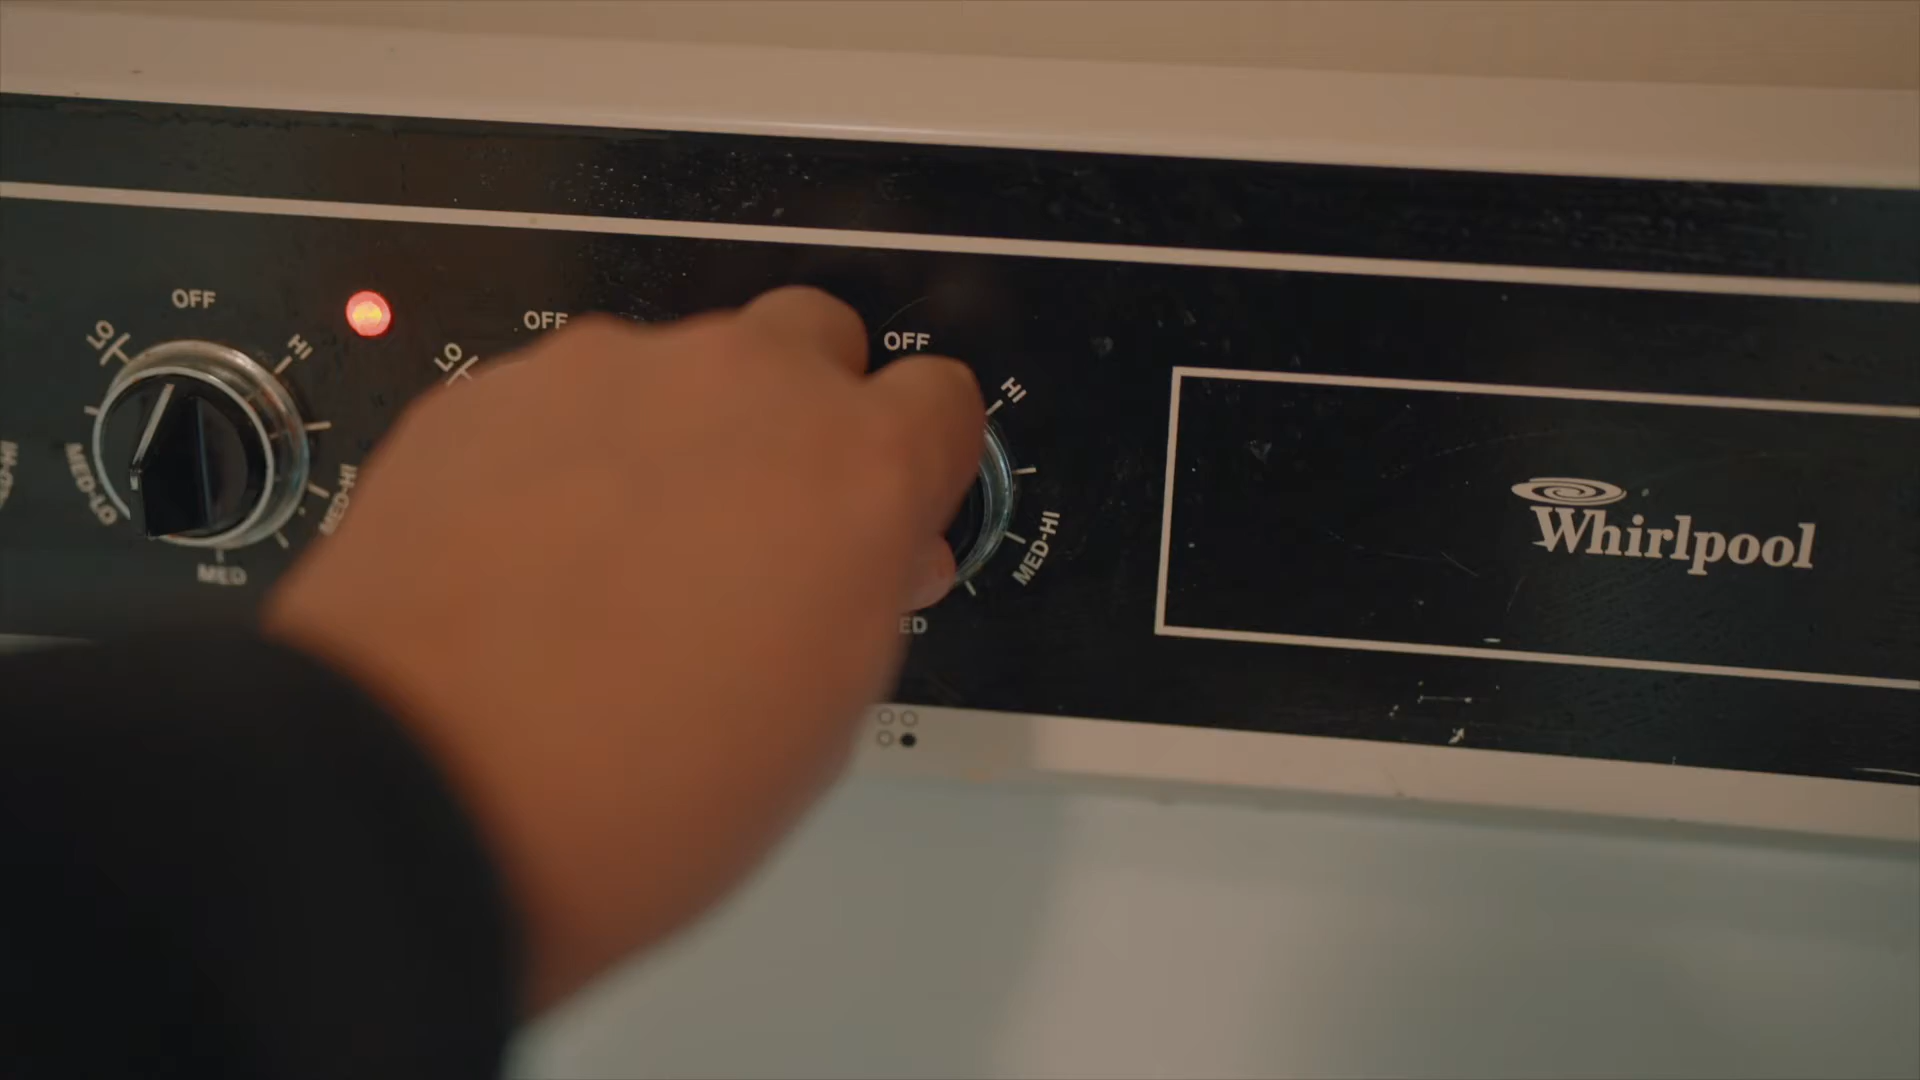 OFF
LO
HI
MED-LO
MED-HI
MED
OFF
LO
OFF
HI
MED-HI
Whirlpool